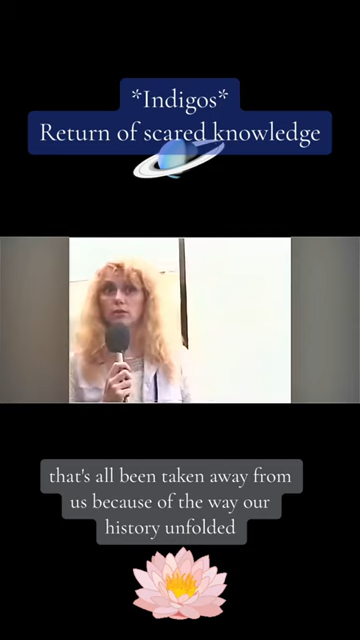 *Indigos*
Return of scared knowledge
that's all been taken away from
us because of the way our
history unfolded